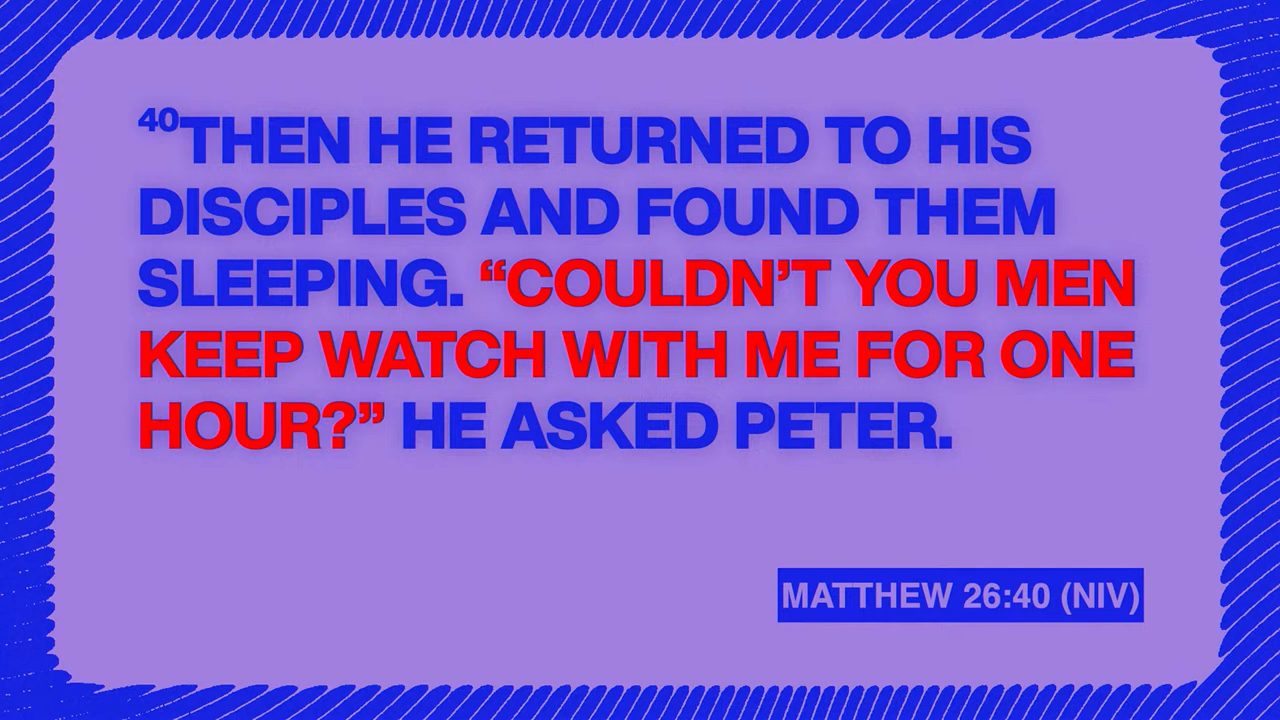 40THEN HE RETURNED TO HIS
DISCIPLES AND FOUND THEM
SLEEPING. “COULDN’T YOU MEN
KEEP WATCH WITH ME FOR ONE
HOUR?” HE ASKED PETER.
MATTHEW 26:40 (NIV)